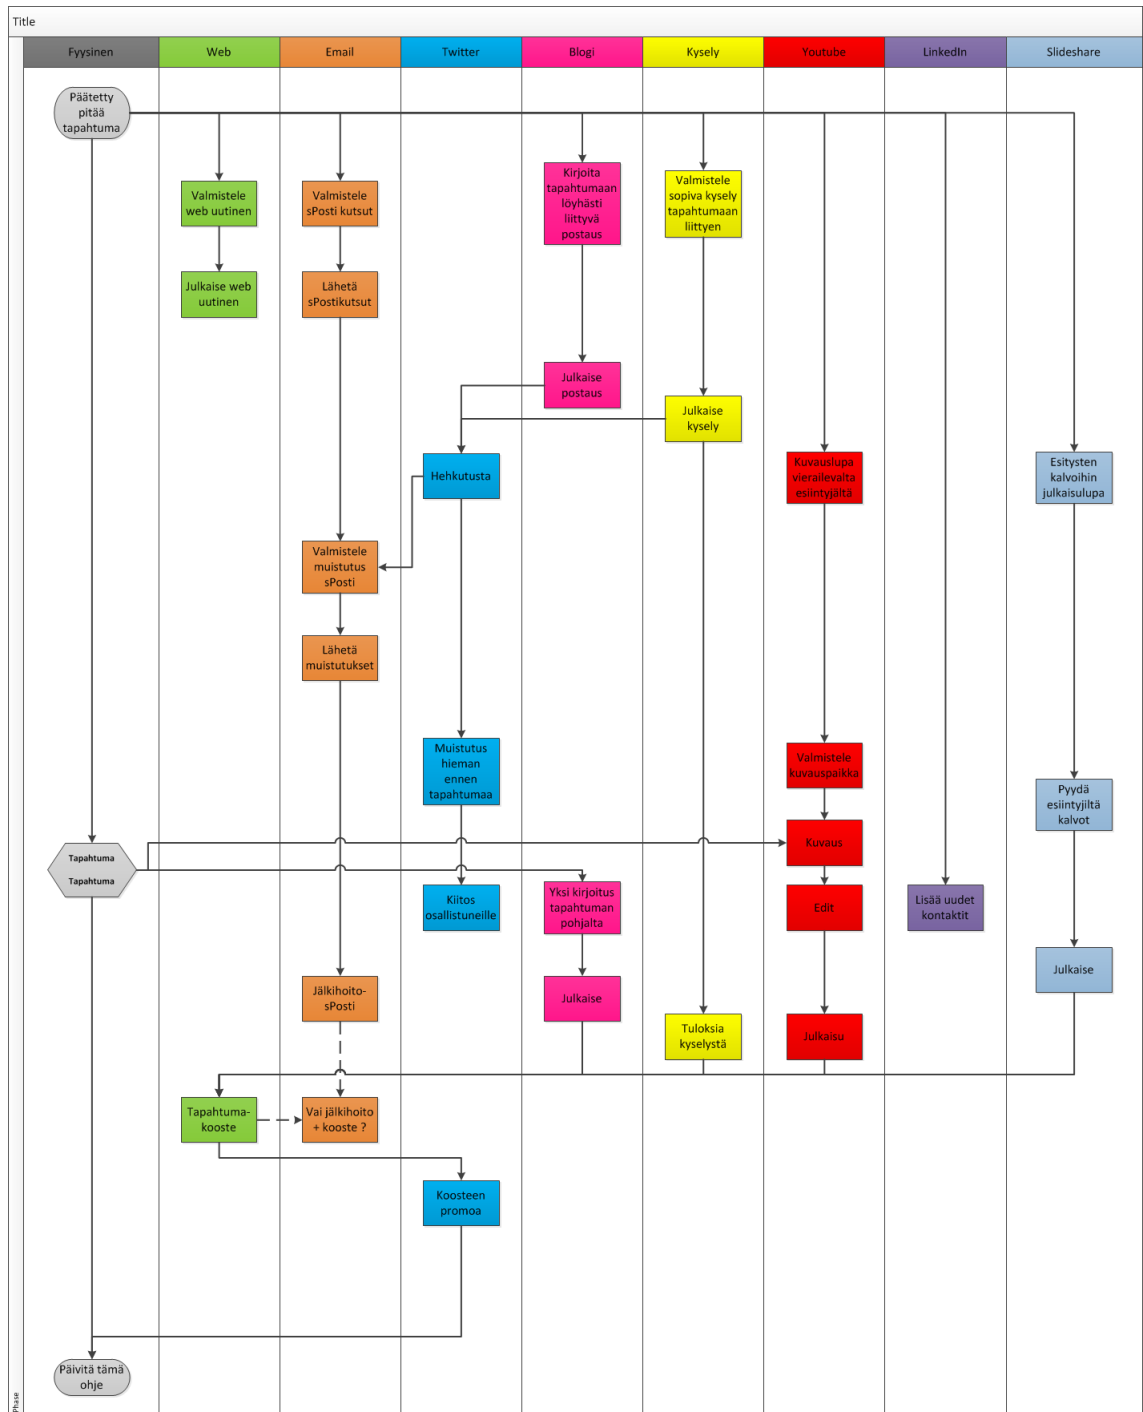 Title
Fyysinen
Web
Email
Twitter
Blogi
Kysely
Youtube
LinkedIn
Slideshare
Päätetty
pitää
tapahtuma
Valmistele
web uutinen
Valmistele
sPosti kutsut
Kirjoita
tapahtumaan
löyhästi
liittyvä
postaus
Valmistele
sopiva kysely
tapahtumaan
liittyen
Julkaise web
uutinen
Lähetä
sPostikutsut
Julkaise
postaus
Julkaise
kysely
Hehkutusta
Kuvauslupa
vierailevalta
esiintyjältä
Esitysten
kalvoihin
julkaisulupa
Valmistele
muistutus
sPosti
Lähetä
muistutukset
Muistutus
hieman
ennen
tapahtumaa
Valmistele
kuvauspaikka
Pyydä
esiintyjiltä
kalvot
Kuvaus
Tapahtuma
Tapahtuma
Kiitos
osallistuneille
Yksi kirjoitus
tapahtuman
pohjalta
Edit
Lisää uudet
kontaktit
Julkaise
Jälkihoito-
sPosti
Julkaise
Tuloksia
kyselystä
Julkaisu
Tapahtuma-
kooste
Vai jälkihoito
+ kooste ?
Koosteen
promoa
Päivitä tämä
ohje
Phase